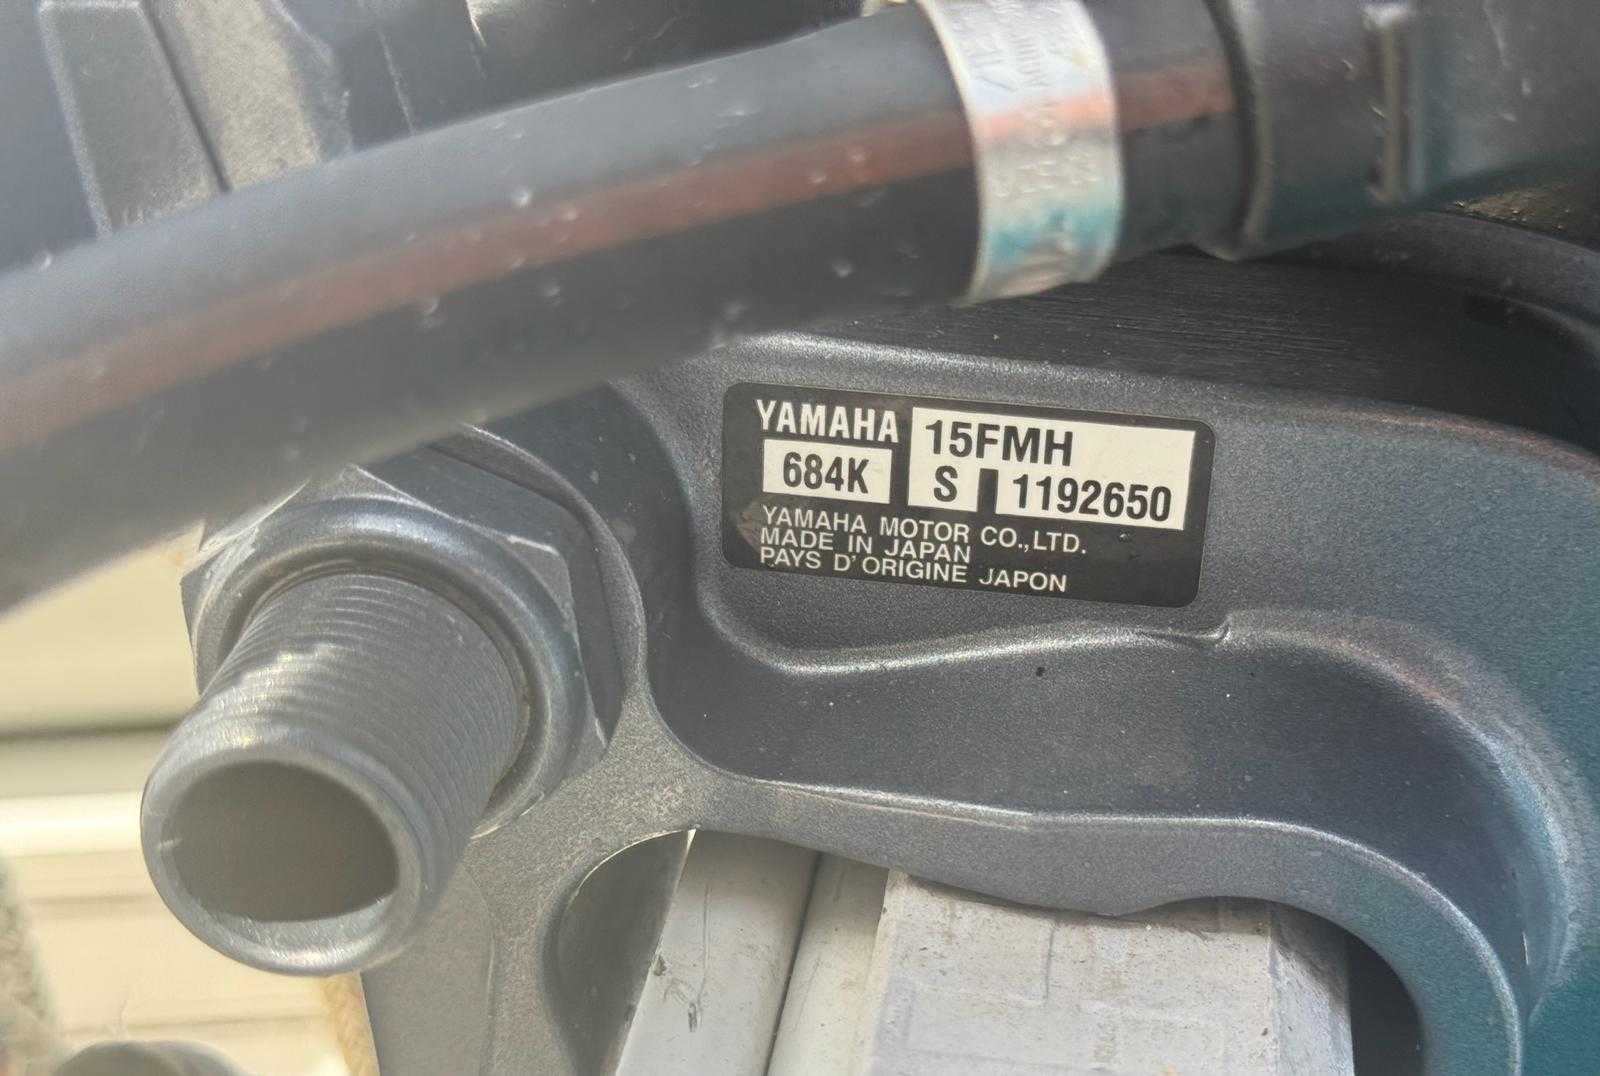 YAMAHA 15FMH
684K S 1192650
YAMAHA MOTOR CO.,LTD.
MADE IN JAPAN
PAYS D'ORIGINE JAPON